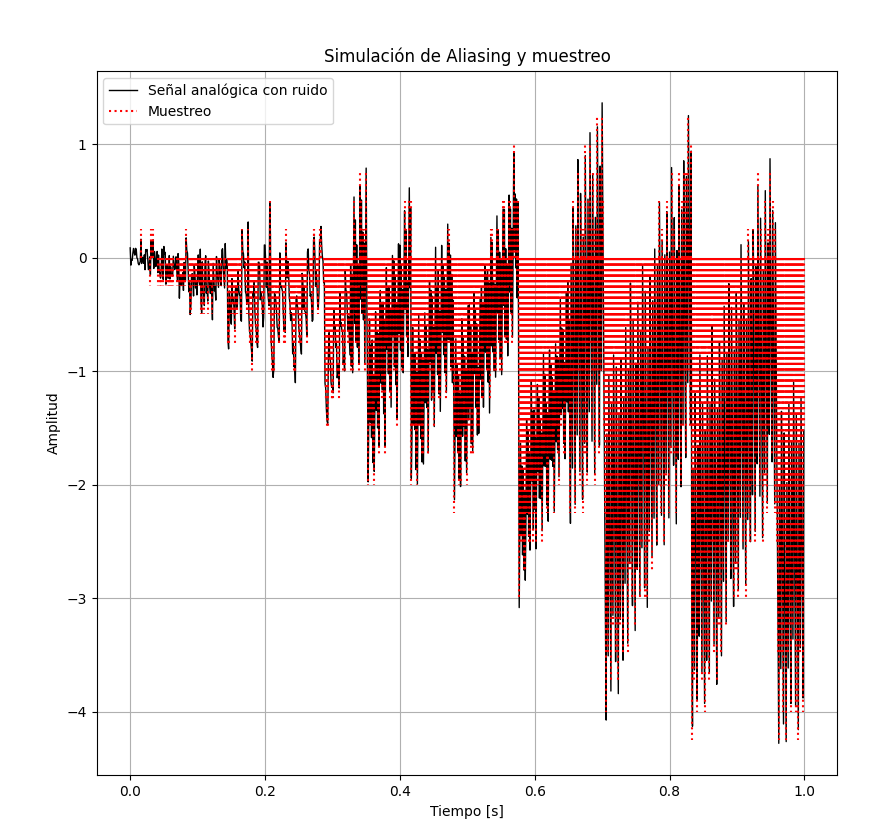 Simulación de Aliasing y muestreo
Señal analógica con ruido
Muestreo
1
0
−1
−2
−3
−4
Amplitud
0.0 0.2 0.4 0.6 0.8 1.0
Tiempo [s]